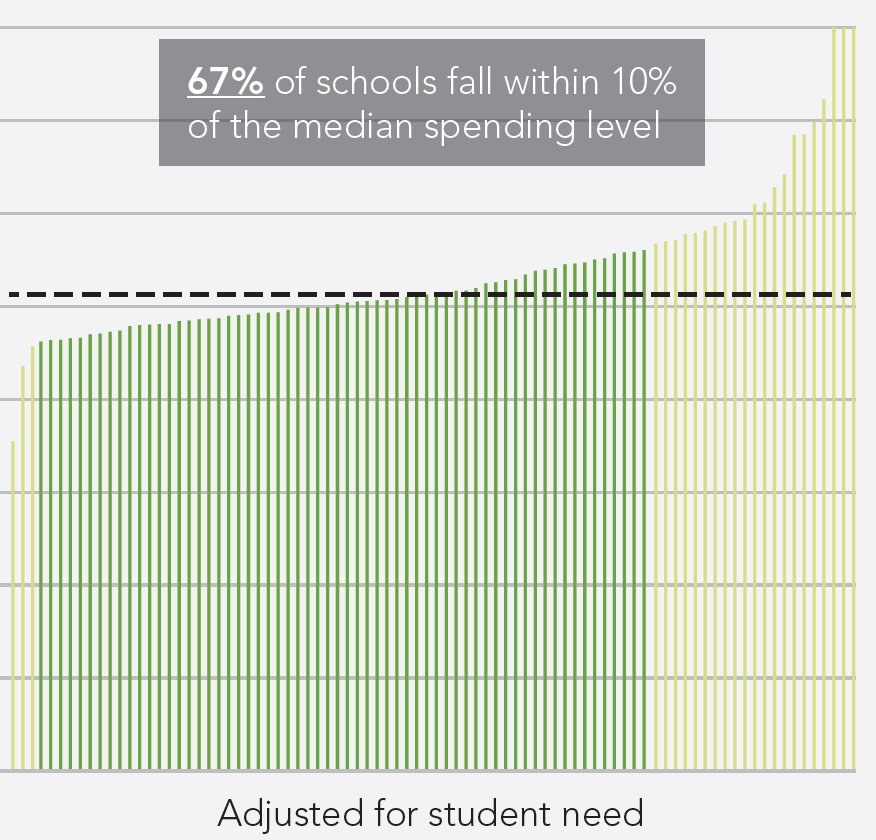 67% of schools fall within 10%
of the median spending level
Adjusted for student need